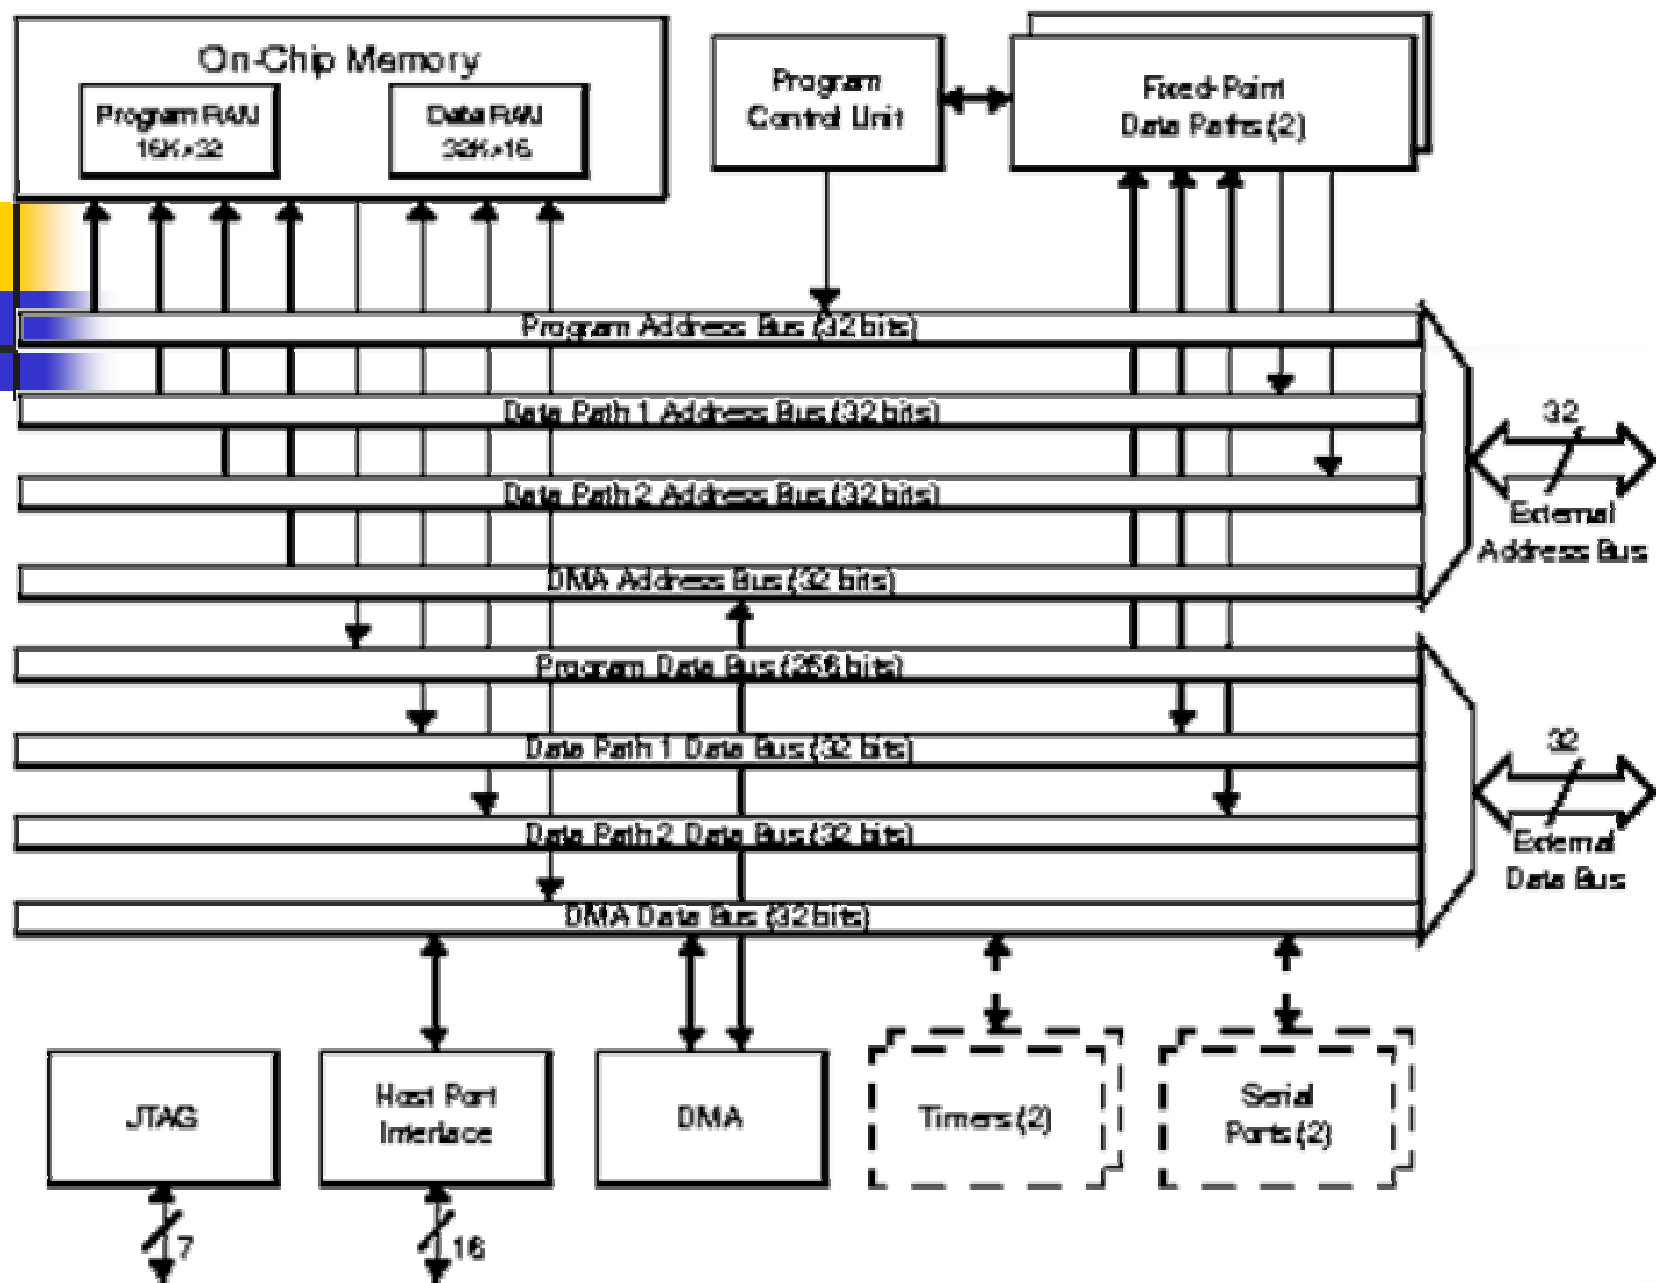 On-Chip Memory
Program RAM
16K×32
Data RAM
32K×16
Program
Control Unit
Fixed-Point
Data Paths (2)
Program Address Bus (32 bits)
Data Path 1 Address Bus (32 bits)
Data Path 2 Address Bus (32 bits)
DMA Address Bus (32 bits)
32
External
Address Bus
Program Data Bus (256 bits)
Data Path 1 Data Bus (32 bits)
Data Path 2 Data Bus (32 bits)
DMA Data Bus (32 bits)
32
External
Data Bus
JTAG
Host Port
Interface
DMA
Timers (2)
Serial
Ports (2)
7
16